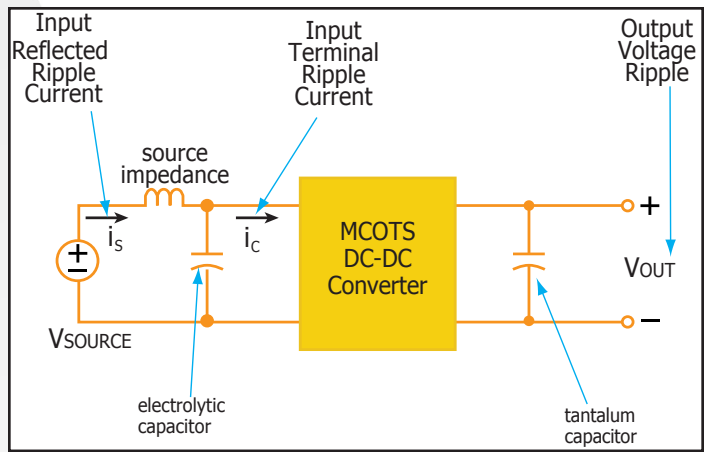 Input
Reflected
Ripple
Current
Input
Terminal
Ripple
Current
Output
Voltage
Ripple
source
impedance
iS
iC
MCOTS
DC-DC
Converter
+
−
+
−
VOUT
VSOURCE
electrolytic
capacitor
tantalum
capacitor